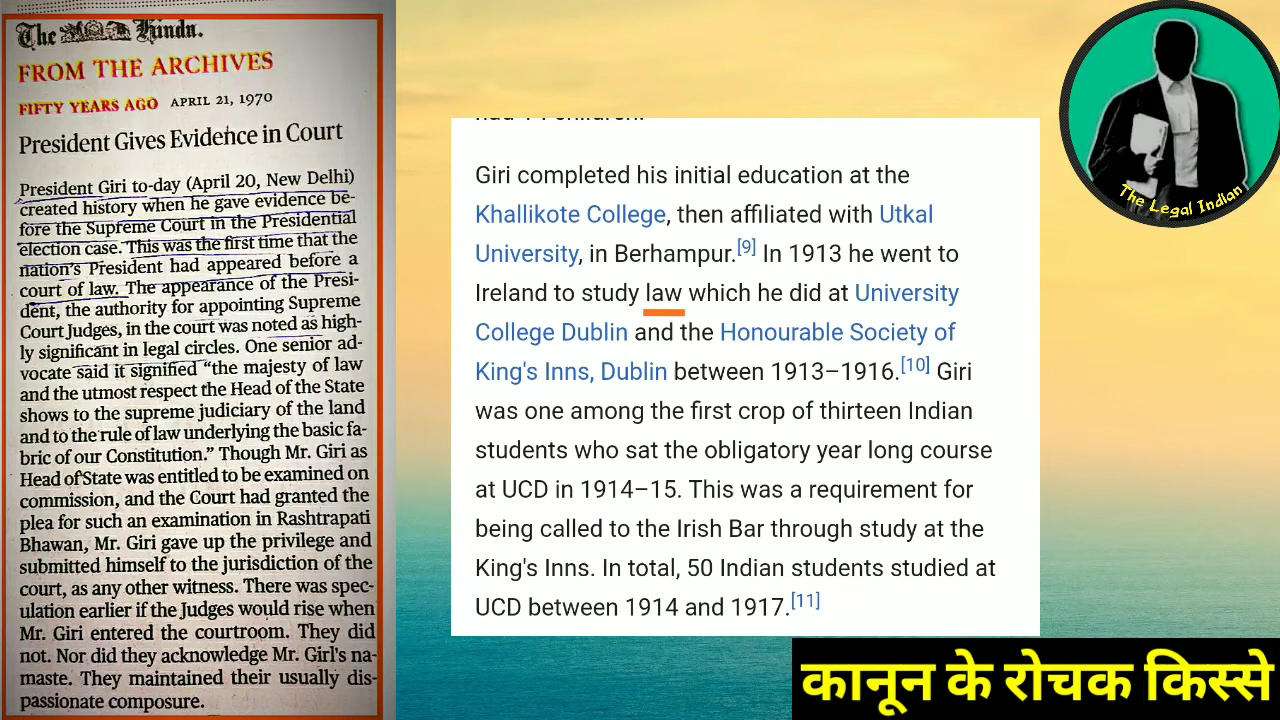 The Hindu.
FROM THE ARCHIVES
FIFTY YEARS AGO APRIL 21, 1970
President Gives Evidence in Court
President Giri to-day (April 20, New Delhi)
created history when he gave evidence be-
fore the Supreme Court in the Presidential
election case. This was the first time that the
nation's President had appeared before a
court of law. The appearance of the Presi-
dent, the authority for appointing Supreme
Court Judges, in the court was noted as high-
ly significant in legal circles. One senior ad-
vocate said it signified “the majesty of law
and the utmost respect the Head of the State
shows to the supreme judiciary of the land
and to the rule of law underlying the basic fa-
bric of our Constitution.” Though Mr. Giri as
Head of State was entitled to be examined on
commission, and the Court had granted the
plea for such an examination in Rashtrapati
Bhawan, Mr. Giri gave up the privilege and
submitted himself to the jurisdiction of the
court, as any other witness. There was spec-
ulation earlier if the Judges would rise when
Mr. Giri entered the courtroom. They did
not. Nor did they acknowledge Mr. Girl's na-
maste. They maintained their usually dis-
passionate composure.
Giri completed his initial education at the
Khallikote College, then affiliated with Utkal
University, in Berhampur.[9] In 1913 he went to
Ireland to study law which he did at University
College Dublin and the Honourable Society of
King's Inns, Dublin between 1913–1916.[10] Giri
was one among the first crop of thirteen Indian
students who sat the obligatory year long course
at UCD in 1914–15. This was a requirement for
being called to the Irish Bar through study at the
King's Inns. In total, 50 Indian students studied at
UCD between 1914 and 1917.[11]
The Legal Indian
कानून के रोचक किस्से